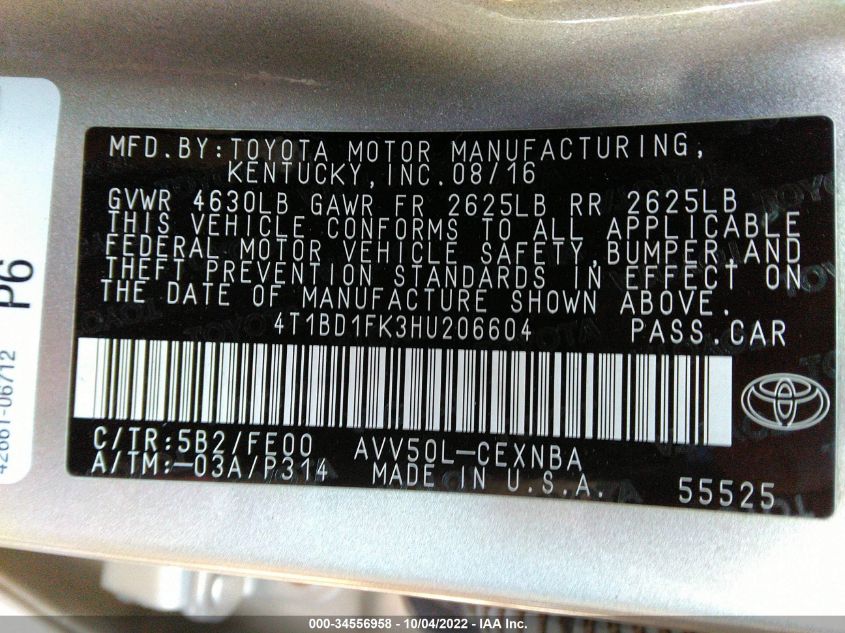 MFD.BY:TOYOTA MOTOR MANUFACTURING,
KENTUCKY,INC.08/16
GVWR 4630LB GAWR FR 2625LB RR 2625LB
THIS VEHICLE CONFORMS TO ALL APPLICABLE
FEDERAL MOTOR VEHICLE SAFETY,BUMPER,AND
THEFT PREVENTION STANDARDS IN EFFECT ON
THE DATE OF MANUFACTURE SHOWN ABOVE.
4T1BD1FK3HU206604 PASS.CAR
C/TR:5B2/FE00 AVV50L-CEXNBA
A/TM:-03A/P314 MADE IN U.S.A. 55525
P6
42661-06712
000-34556958 - 10/04/2022 - IAA Inc.